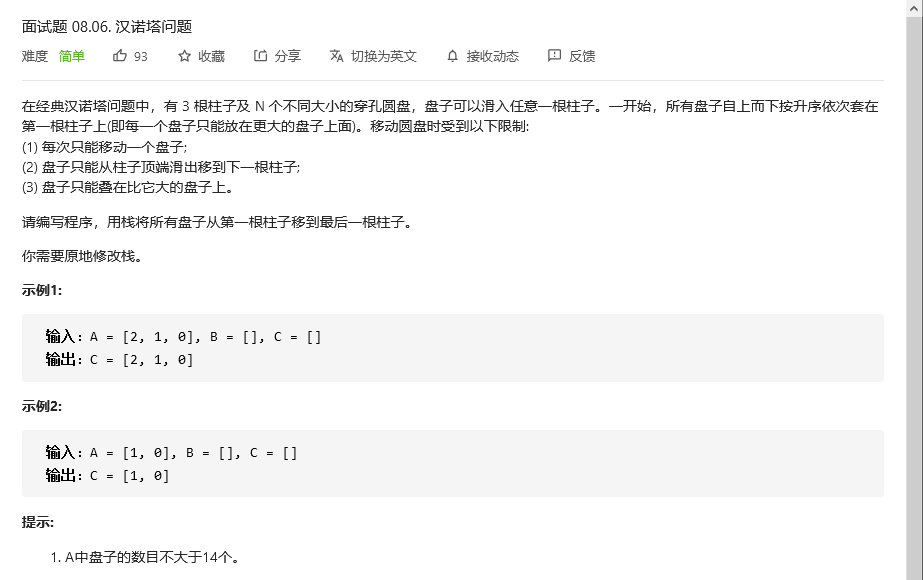 面试题 08.06. 汉诺塔问题
难度 简单 93 收藏 分享 切换为英文 接收动态 反馈
在经典汉诺塔问题中，有 3 根柱子及 N 个不同大小的穿孔圆盘，盘子可以滑入任意一根柱子。一开始，所有盘子自上而下按升序依次套在
第一根柱子上(即每一个盘子只能放在更大的盘子上面)。移动圆盘时受到以下限制:
(1) 每次只能移动一个盘子;
(2) 盘子只能从柱子顶端滑出移到下一根柱子;
(3) 盘子只能叠在比它大的盘子上。
请编写程序，用栈将所有盘子从第一根柱子移到最后一根柱子。
你需要原地修改栈。
示例1:
输入：A = [2, 1, 0], B = [], C = []
输出：C = [2, 1, 0]
示例2:
输入：A = [1, 0], B = [], C = []
输出：C = [1, 0]
提示:
1. A中盘子的数目不大于14个。